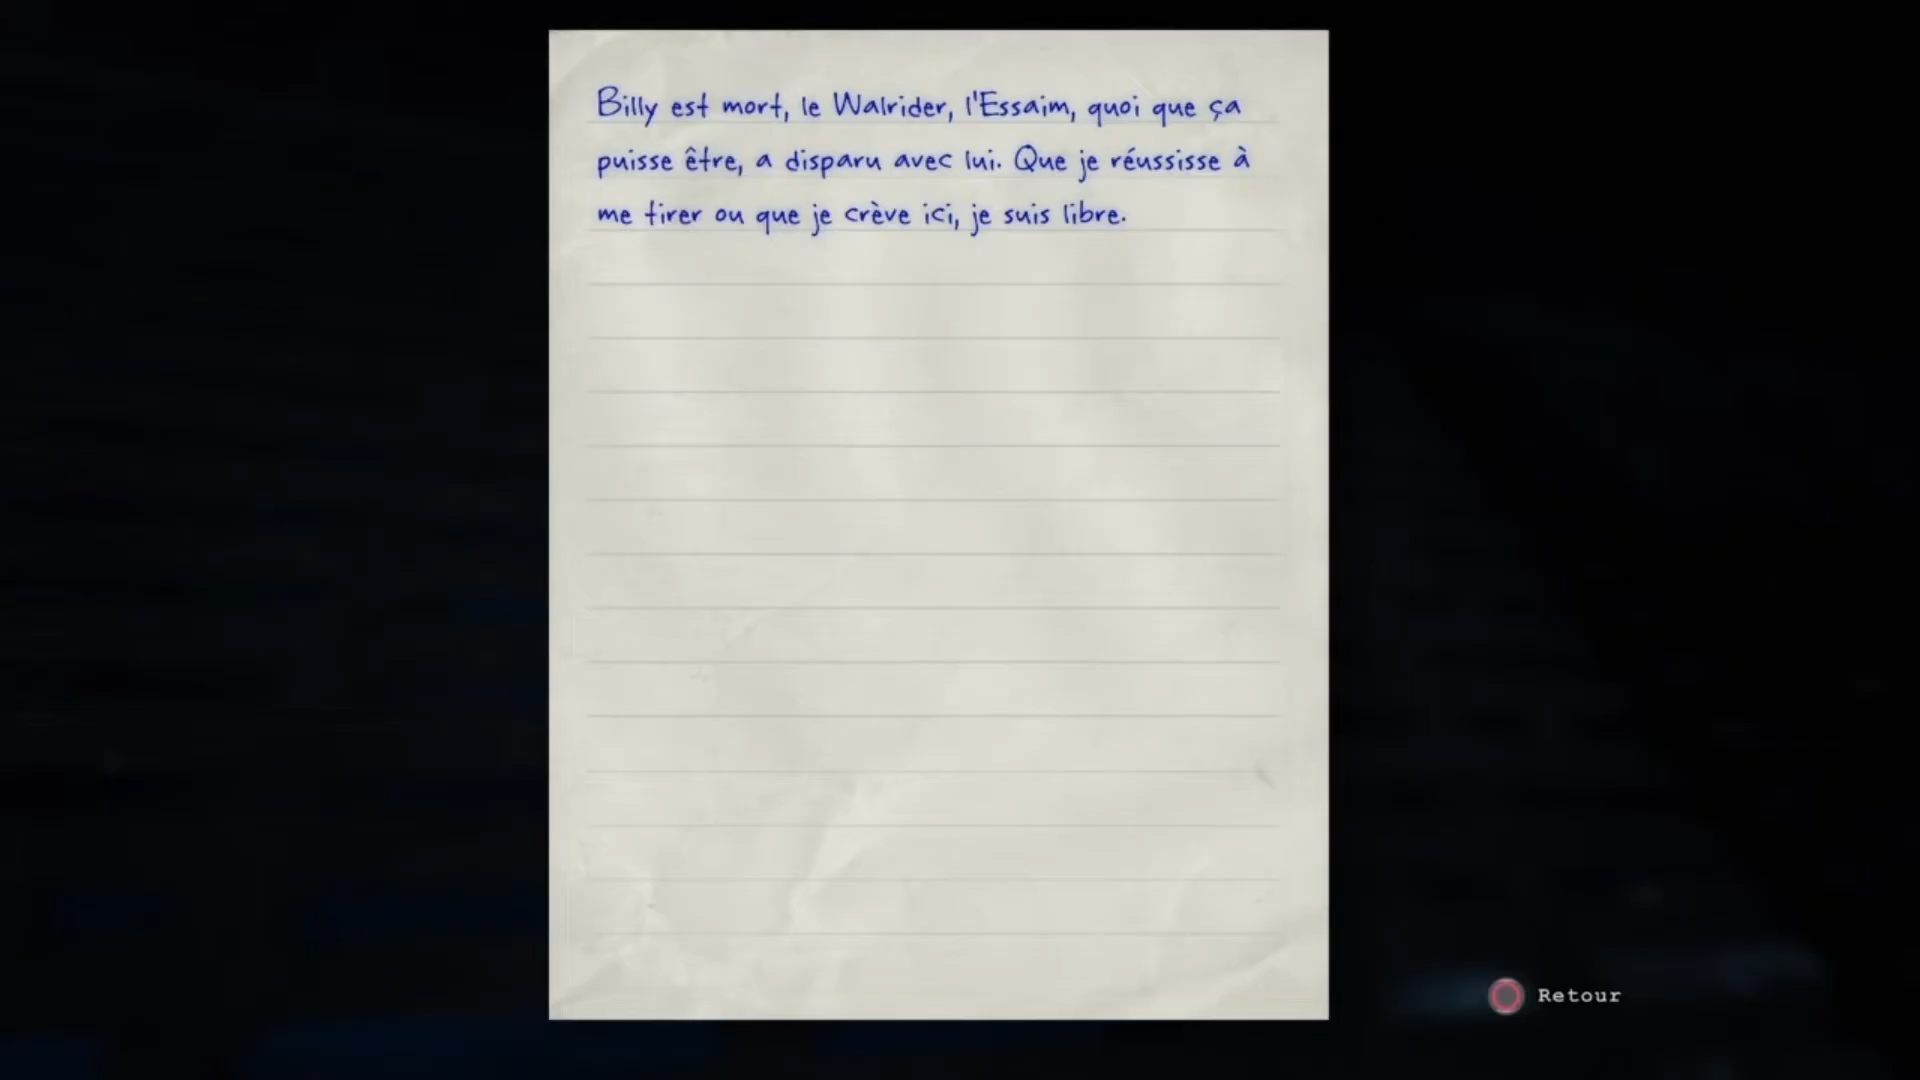 Billy est mort, le Walrider, l'Essaim, quoi que ça
puisse être, a disparu avec lui. Que je réussisse à
me tirer ou que je crève ici, je suis libre.
Retour